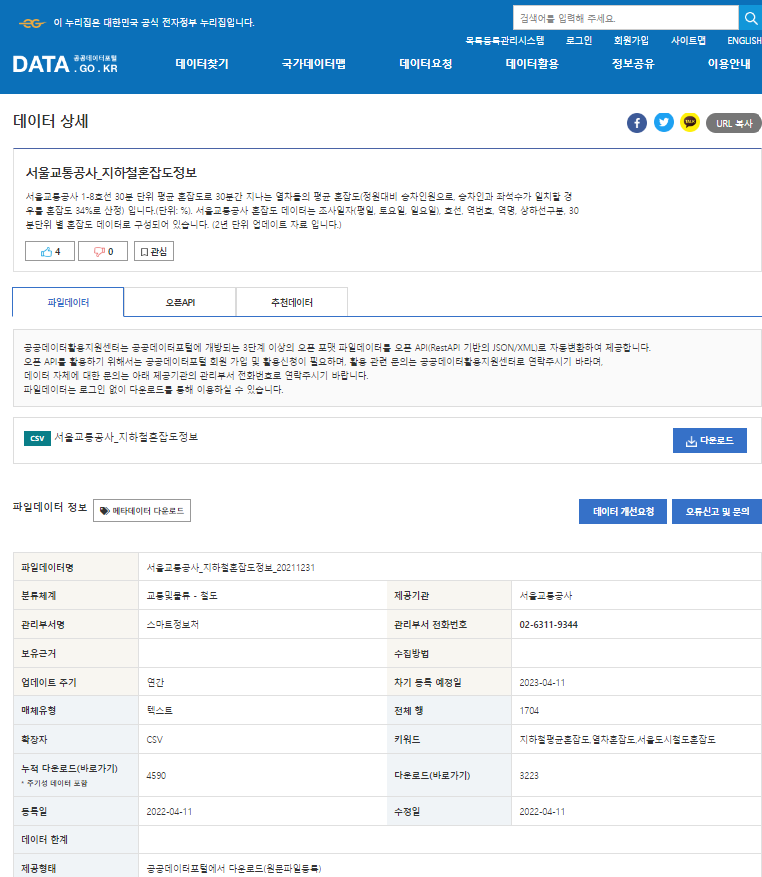 이 누리집은 대한민국 공식 전자정부 누리집입니다.
검색어를 입력해 주세요.
목록등록관리시스템 로그인 회원가입 사이트맵 ENGLISH
DATA 공공데이터포털 .GO.KR
데이터찾기 국가데이터맵 데이터요청 데이터활용 정보공유 이용안내
데이터 상세
URL 복사
서울교통공사_지하철혼잡도정보
서울교통공사 1-8호선 30분 단위 평균 혼잡도로 30분간 지나는 열차들의 평균 혼잡도(정원대비 승차인원으로, 승차인과 좌석수가 일치할 경
우를 혼잡도 34%로 산정) 입니다.(단위: %). 서울교통공사 혼잡도 데이터는 조사일자(평일, 토요일, 일요일), 호선, 역번호, 역명, 상하선구분, 30
분단위 별 혼잡도 데이터로 구성되어 있습니다. (2년 단위 업데이트 자료 입니다.)
4 0 관심
파일데이터 오픈API 추천데이터
공공데이터활용지원센터는 공공데이터포털에 개방되는 3단계 이상의 오픈 포맷 파일데이터를 오픈 API(RestAPI 기반의 JSON/XML)로 자동변환하여 제공합니다.
오픈 API를 활용하기 위해서는 공공데이터포털 회원 가입 및 활용신청이 필요하며, 활용 관련 문의는 공공데이터활용지원센터로 연락주시기 바라며,
데이터 자체에 대한 문의는 아래 제공기관의 관리부서 전화번호로 연락주시기 바랍니다.
파일데이터는 로그인 없이 다운로드를 통해 이용하실 수 있습니다.
CSV 서울교통공사_지하철혼잡도정보 다운로드
파일데이터 정보 메타데이터 다운로드 데이터 개선요청 오류신고 및 문의
파일데이터명 서울교통공사_지하철혼잡도정보_20211231
분류체계 교통및물류 - 철도 제공기관 서울교통공사
관리부서명 스마트정보처 관리부서 전화번호 02-6311-9344
보유근거 수집방법
업데이트 주기 연간 차기 등록 예정일 2023-04-11
매체유형 텍스트 전체 행 1704
확장자 CSV 키워드 지하철평균혼잡도,열차혼잡도,서울도시철도혼잡도
누적 다운로드(바로가기) 4590 다운로드(바로가기) 3223
* 주기성 데이터 포함
등록일 2022-04-11 수정일 2022-04-11
데이터 한계
제공형태 공공데이터포털에서 다운로드(원문파일등록)